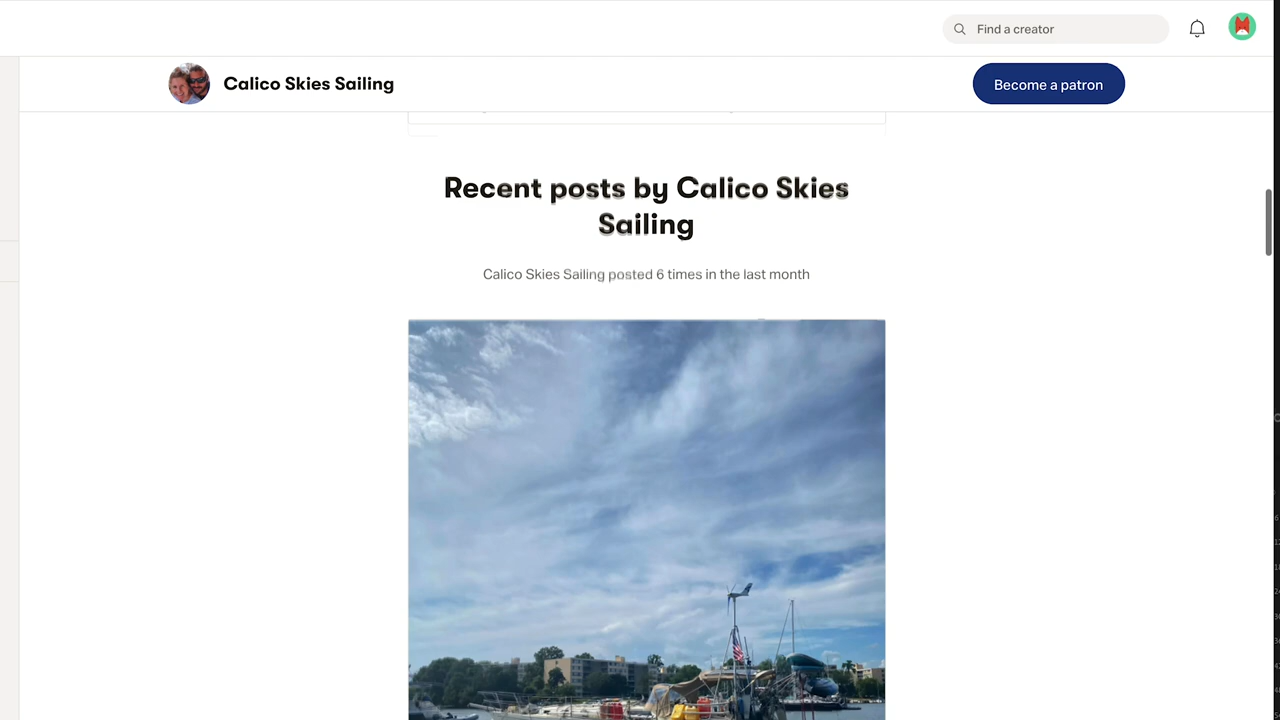 Find a creator
Calico Skies Sailing
Become a patron
Recent posts by Calico Skies
Sailing
Calico Skies Sailing posted 6 times in the last month